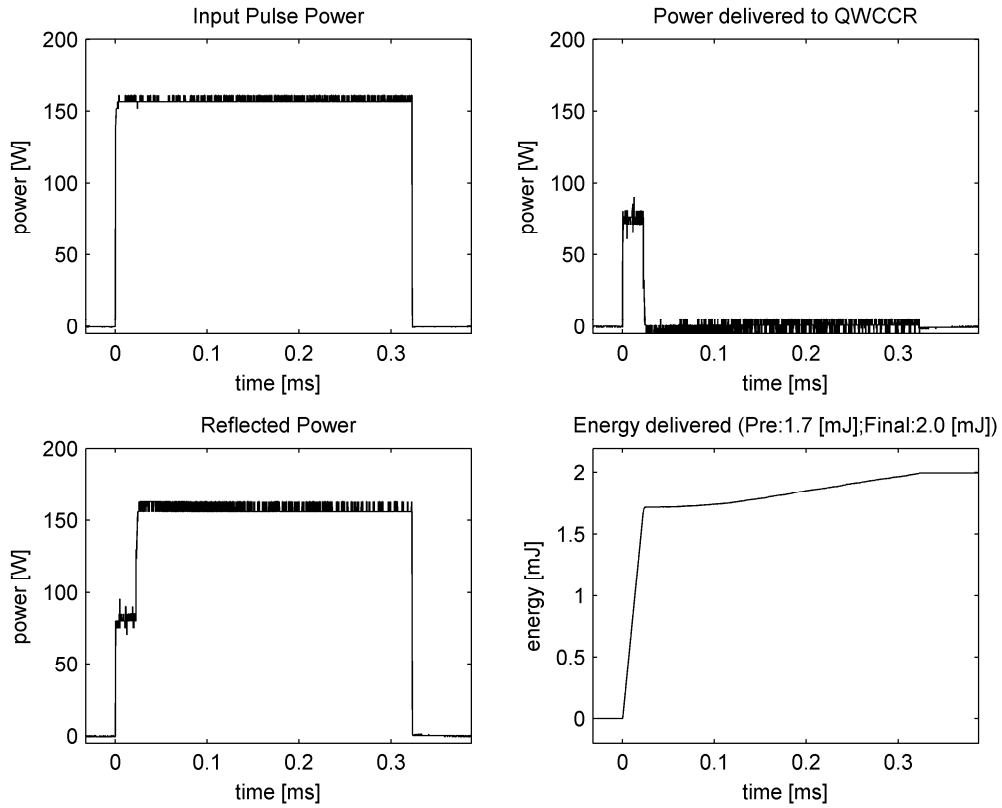 Input Pulse Power
200
150
100
50
0
power [W]
0 0.1 0.2 0.3
time [ms]
Power delivered to QWCCR
200
150
100
50
0
power [W]
0 0.1 0.2 0.3
time [ms]
Reflected Power
200
150
100
50
0
power [W]
0 0.1 0.2 0.3
time [ms]
Energy delivered (Pre:1.7 [mJ];Final:2.0 [mJ])
2
1.5
1
0.5
0
energy [mJ]
0 0.1 0.2 0.3
time [ms]